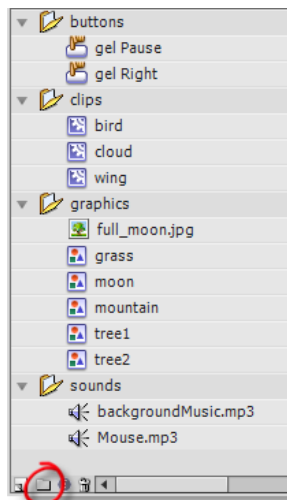 buttons
gel Pause
gel Right
clips
bird
cloud
wing
graphics
full_moon.jpg
grass
moon
mountain
tree1
tree2
sounds
backgroundMusic.mp3
Mouse.mp3